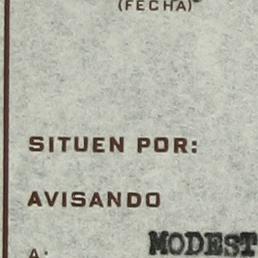 (FECHA)
SITUEN POR:
AVISANDO
MODEST
A: